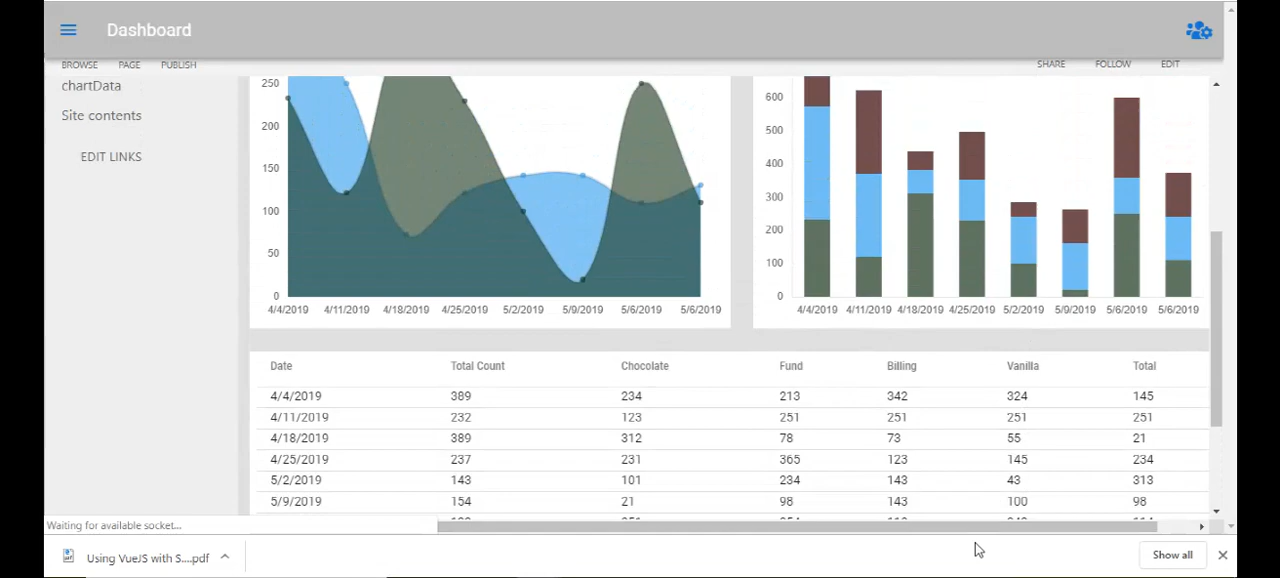 Dashboard
BROWSE PAGE PUBLISH SHARE FOLLOW EDIT
chartData
Site contents
EDIT LINKS
250
200
150
100
50
0
4/4/2019 4/11/2019 4/18/2019 4/25/2019 5/2/2019 5/9/2019 5/6/2019 5/6/2019
600
500
400
300
200
100
0
4/4/2019 4/11/2019 4/18/2019 4/25/2019 5/2/2019 5/9/2019 5/6/2019 5/6/2019
Date Total Count Chocolate Fund Billing Vanilla Total
4/4/2019 389 234 213 342 324 145
4/11/2019 232 123 251 251 251 251
4/18/2019 389 312 78 73 55 21
4/25/2019 237 231 365 123 145 234
5/2/2019 143 101 234 143 43 313
5/9/2019 154 21 98 143 100 98
Waiting for available socket...
Using VueJS with S....pdf
Show all